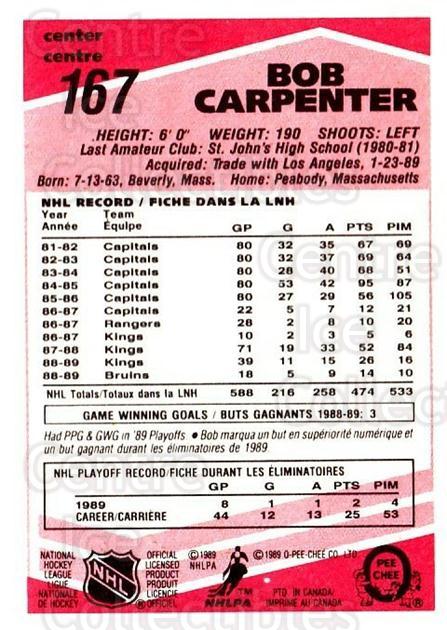 center
centre
167
BOB
CARPENTER
HEIGHT: 6' 0" WEIGHT: 190 SHOOTS: LEFT
Last Amateur Club: St. John's High School (1980-81)
Acquired: Trade with Los Angeles, 1-23-89
Born: 7-13-63, Beverly, Mass. Home: Peabody, Massachusetts
NHL RECORD / FICHE DANS LA LNH
Year Team
Année Équipe GP G A PTS PIM
81-82 Capitals 80 32 35 67 69
82-83 Capitals 80 32 37 69 64
83-84 Capitals 80 28 40 68 51
84-85 Capitals 80 53 42 95 87
85-86 Capitals 80 27 29 56 105
86-87 Capitals 22 5 7 12 21
86-87 Rangers 28 2 8 10 20
86-87 Kings 10 2 3 5 6
87-88 Kings 71 19 33 52 84
88-89 Kings 39 11 15 26 16
88-89 Bruins 18 5 9 14 10
NHL Totals/Totaux dans la NHL 588 216 258 474 533
GAME WINNING GOALS / BUTS GAGNANTS 1988-89: 3
Had PPG & GWG in '89 Playoffs • Bob marqua un but en supériorité numérique et
un but gagnant durant les éliminatoires de 1989.
NHL PLAYOFF RECORD/FICHE DURANT LES ÉLIMINATOIRES
GP G A PTS PIM
1989 8 1 1 2 4
CAREER/CARRIÈRE 44 12 13 25 53
NATIONAL
HOCKEY
LEAGUE
LIGUE
NATIONALE
DE HOCKEY
NHL
OFFICIAL
LICENSED
PRODUCT
PRODUIT
OFFICIEL
©1989
NHLPA
NHLPA
©1989 O-PEE-CHEE CO. LTD.
PTD. IN CANADA
IMPRIMÉ AU CANADA
O
PEE
CHEE
Centre
Ice
Collectibles